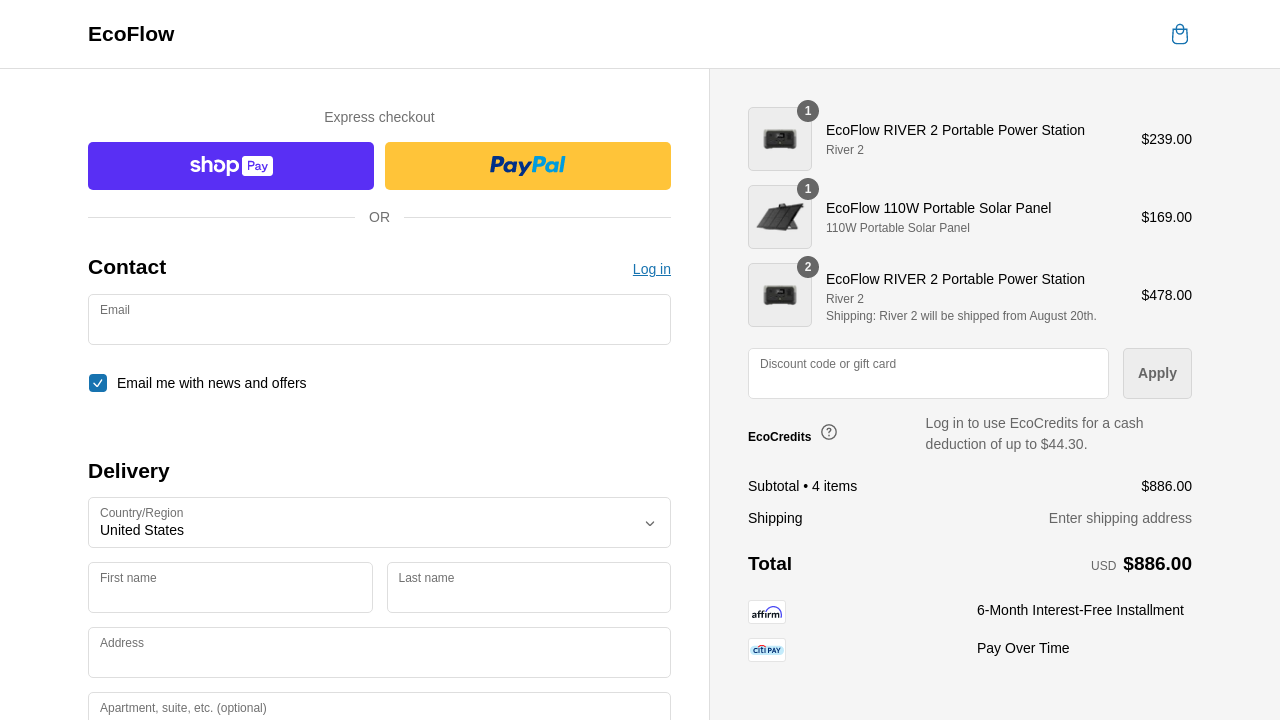 EcoFlow
Express checkout
shop Pay
PayPal
OR
Contact
Log in
Email
Email me with news and offers
Delivery
Country/Region
United States
First name
Last name
Address
Apartment, suite, etc. (optional)
1
EcoFlow RIVER 2 Portable Power Station
River 2
$239.00
1
EcoFlow 110W Portable Solar Panel
110W Portable Solar Panel
$169.00
2
EcoFlow RIVER 2 Portable Power Station
River 2
Shipping: River 2 will be shipped from August 20th.
$478.00
Discount code or gift card
Apply
EcoCredits
Log in to use EcoCredits for a cash
deduction of up to $44.30.
Subtotal • 4 items
$886.00
Shipping
Enter shipping address
Total
USD $886.00
affirm
6-Month Interest-Free Installment
citi PAY
Pay Over Time